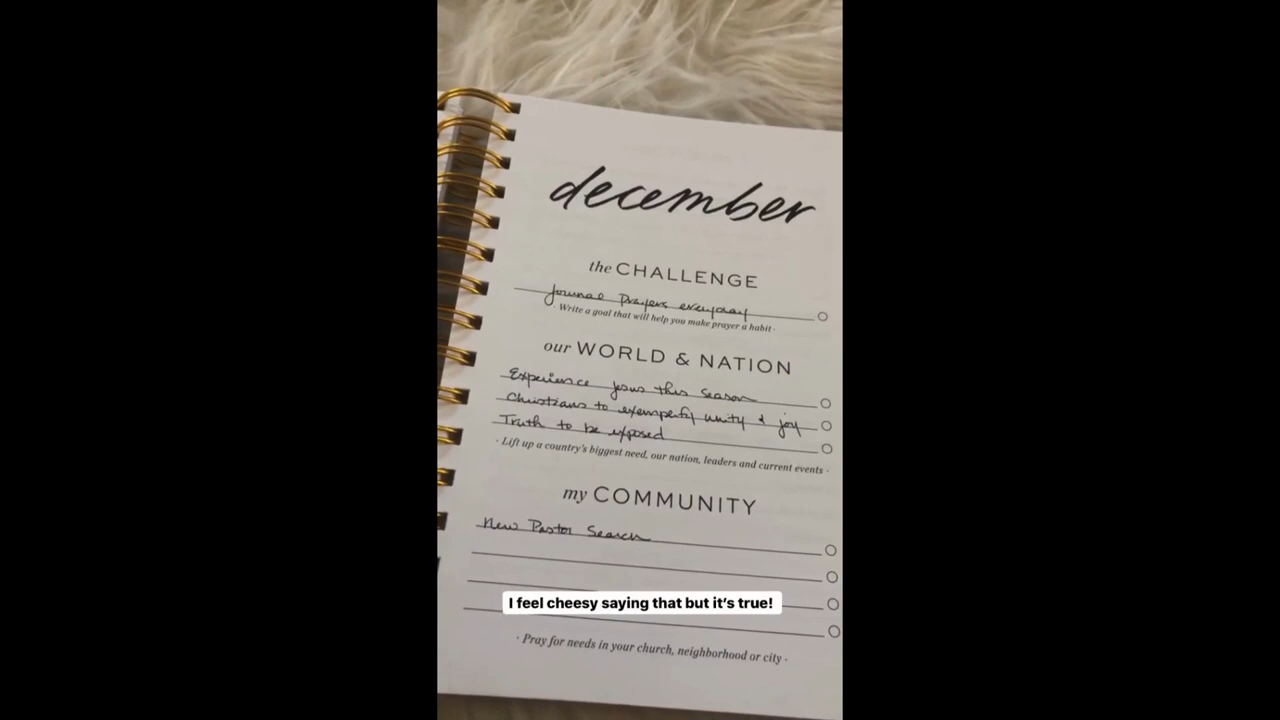 december
the CHALLENGE
Journal Prayers everyday
· Write a goal that will help you make prayer a habit ·
our WORLD & NATION
Experience Jesus this season
Christians to exemplify unity & joy
Truth to be exposed
· Lift up a country's biggest need, our nation, leaders and current events ·
my COMMUNITY
New Pastor Search
I feel cheesy saying that but it's true!
· Pray for needs in your church, neighborhood or city ·